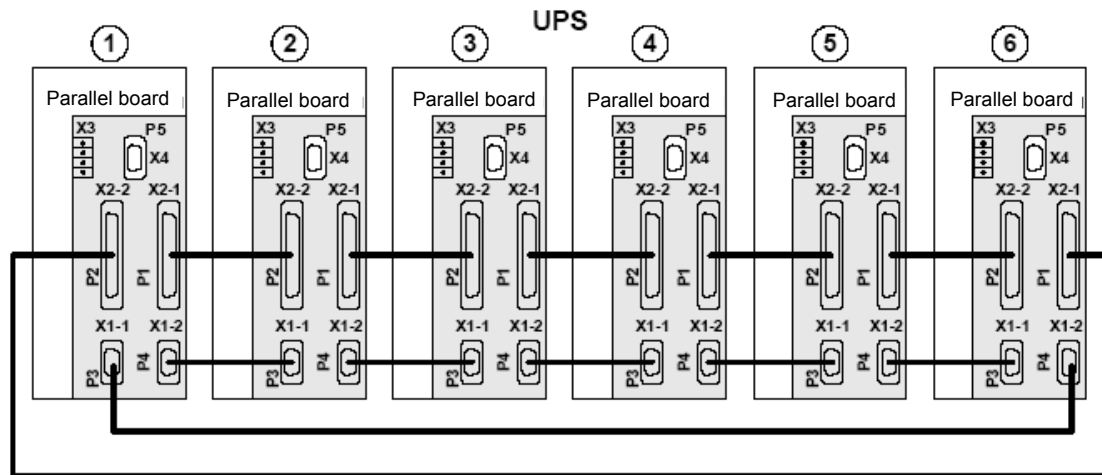 UPS
1 2 3 4 5 6
Parallel board Parallel board Parallel board Parallel board Parallel board Parallel board
X3 P5 X3 P5 X3 P5 X3 P5 X3 P5 X3 P5
X4 X4 X4 X4 X4 X4
X2-2 X2-1 X2-2 X2-1 X2-2 X2-1 X2-2 X2-1 X2-2 X2-1 X2-2 X2-1
P2 P1 P2 P1 P2 P1 P2 P1 P2 P1 P2 P1
X1-1 X1-2 X1-1 X1-2 X1-1 X1-2 X1-1 X1-2 X1-1 X1-2 X1-1 X1-2
P3 P4 P3 P4 P3 P4 P3 P4 P3 P4 P3 P4